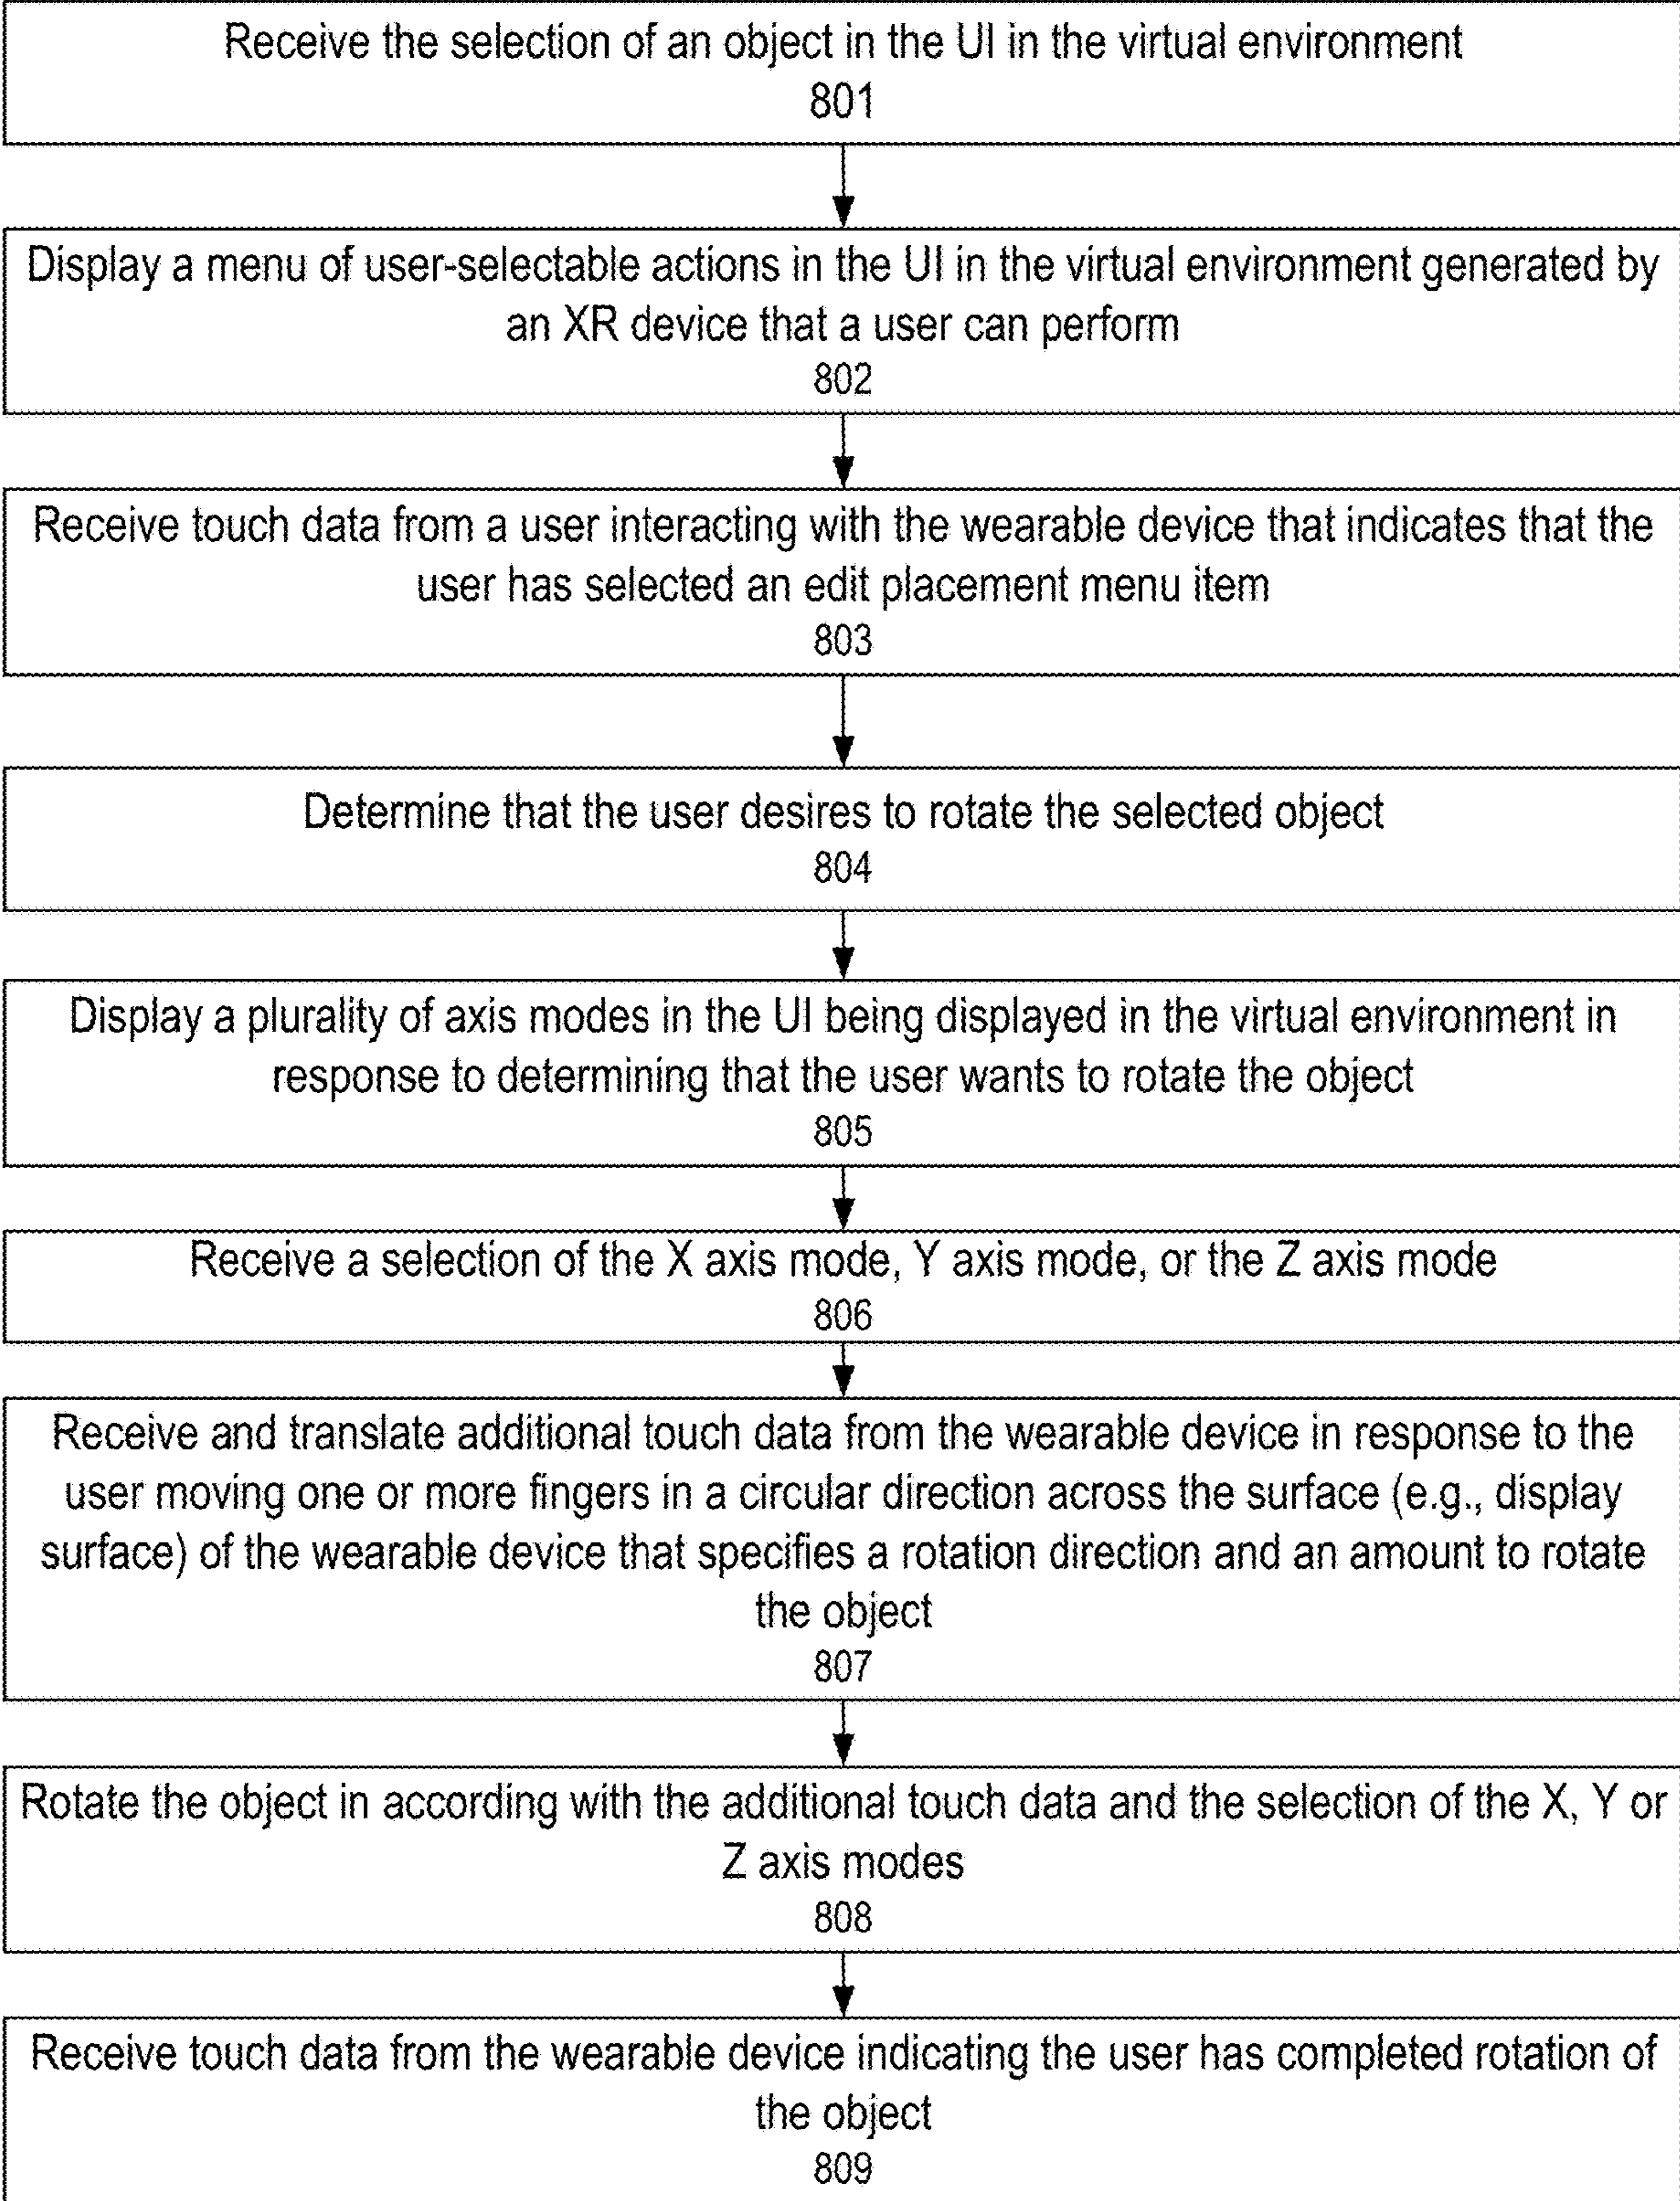 Receive the selection of an object in the UI in the virtual environment
801
Display a menu of user-selectable actions in the UI in the virtual environment generated by
an XR device that a user can perform
802
Receive touch data from a user interacting with the wearable device that indicates that the
user has selected an edit placement menu item
803
Determine that the user desires to rotate the selected object
804
Display a plurality of axis modes in the UI being displayed in the virtual environment in
response to determining that the user wants to rotate the object
805
Receive a selection of the X axis mode, Y axis mode, or the Z axis mode
806
Receive and translate additional touch data from the wearable device in response to the
user moving one or more fingers in a circular direction across the surface (e.g., display
surface) of the wearable device that specifies a rotation direction and an amount to rotate
the object
807
Rotate the object in according with the additional touch data and the selection of the X, Y or
Z axis modes
808
Receive touch data from the wearable device indicating the user has completed rotation of
the object
809